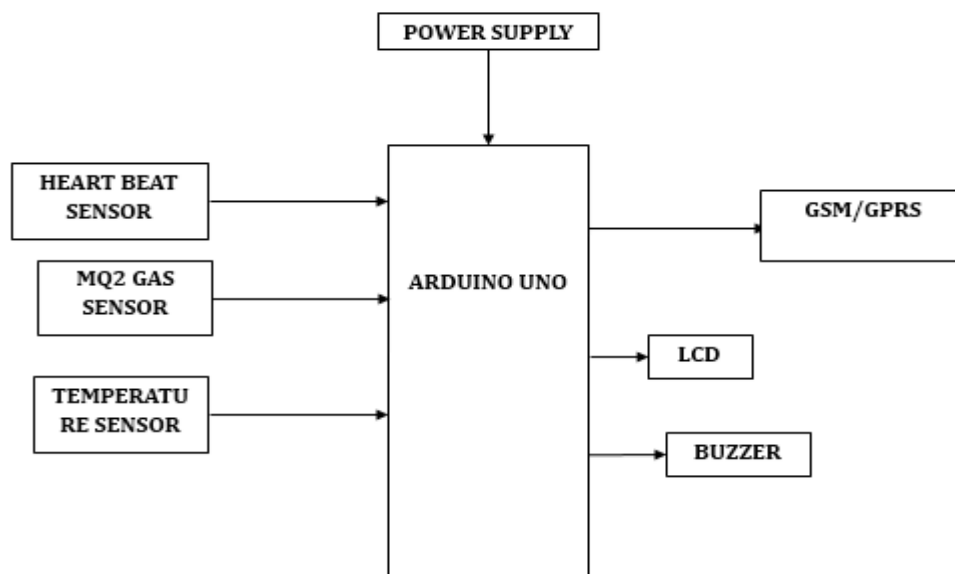 POWER SUPPLY
HEART BEAT
SENSOR
GSM/GPRS
MQ2 GAS
SENSOR
ARDUINO UNO
LCD
TEMPERATU
RE SENSOR
BUZZER